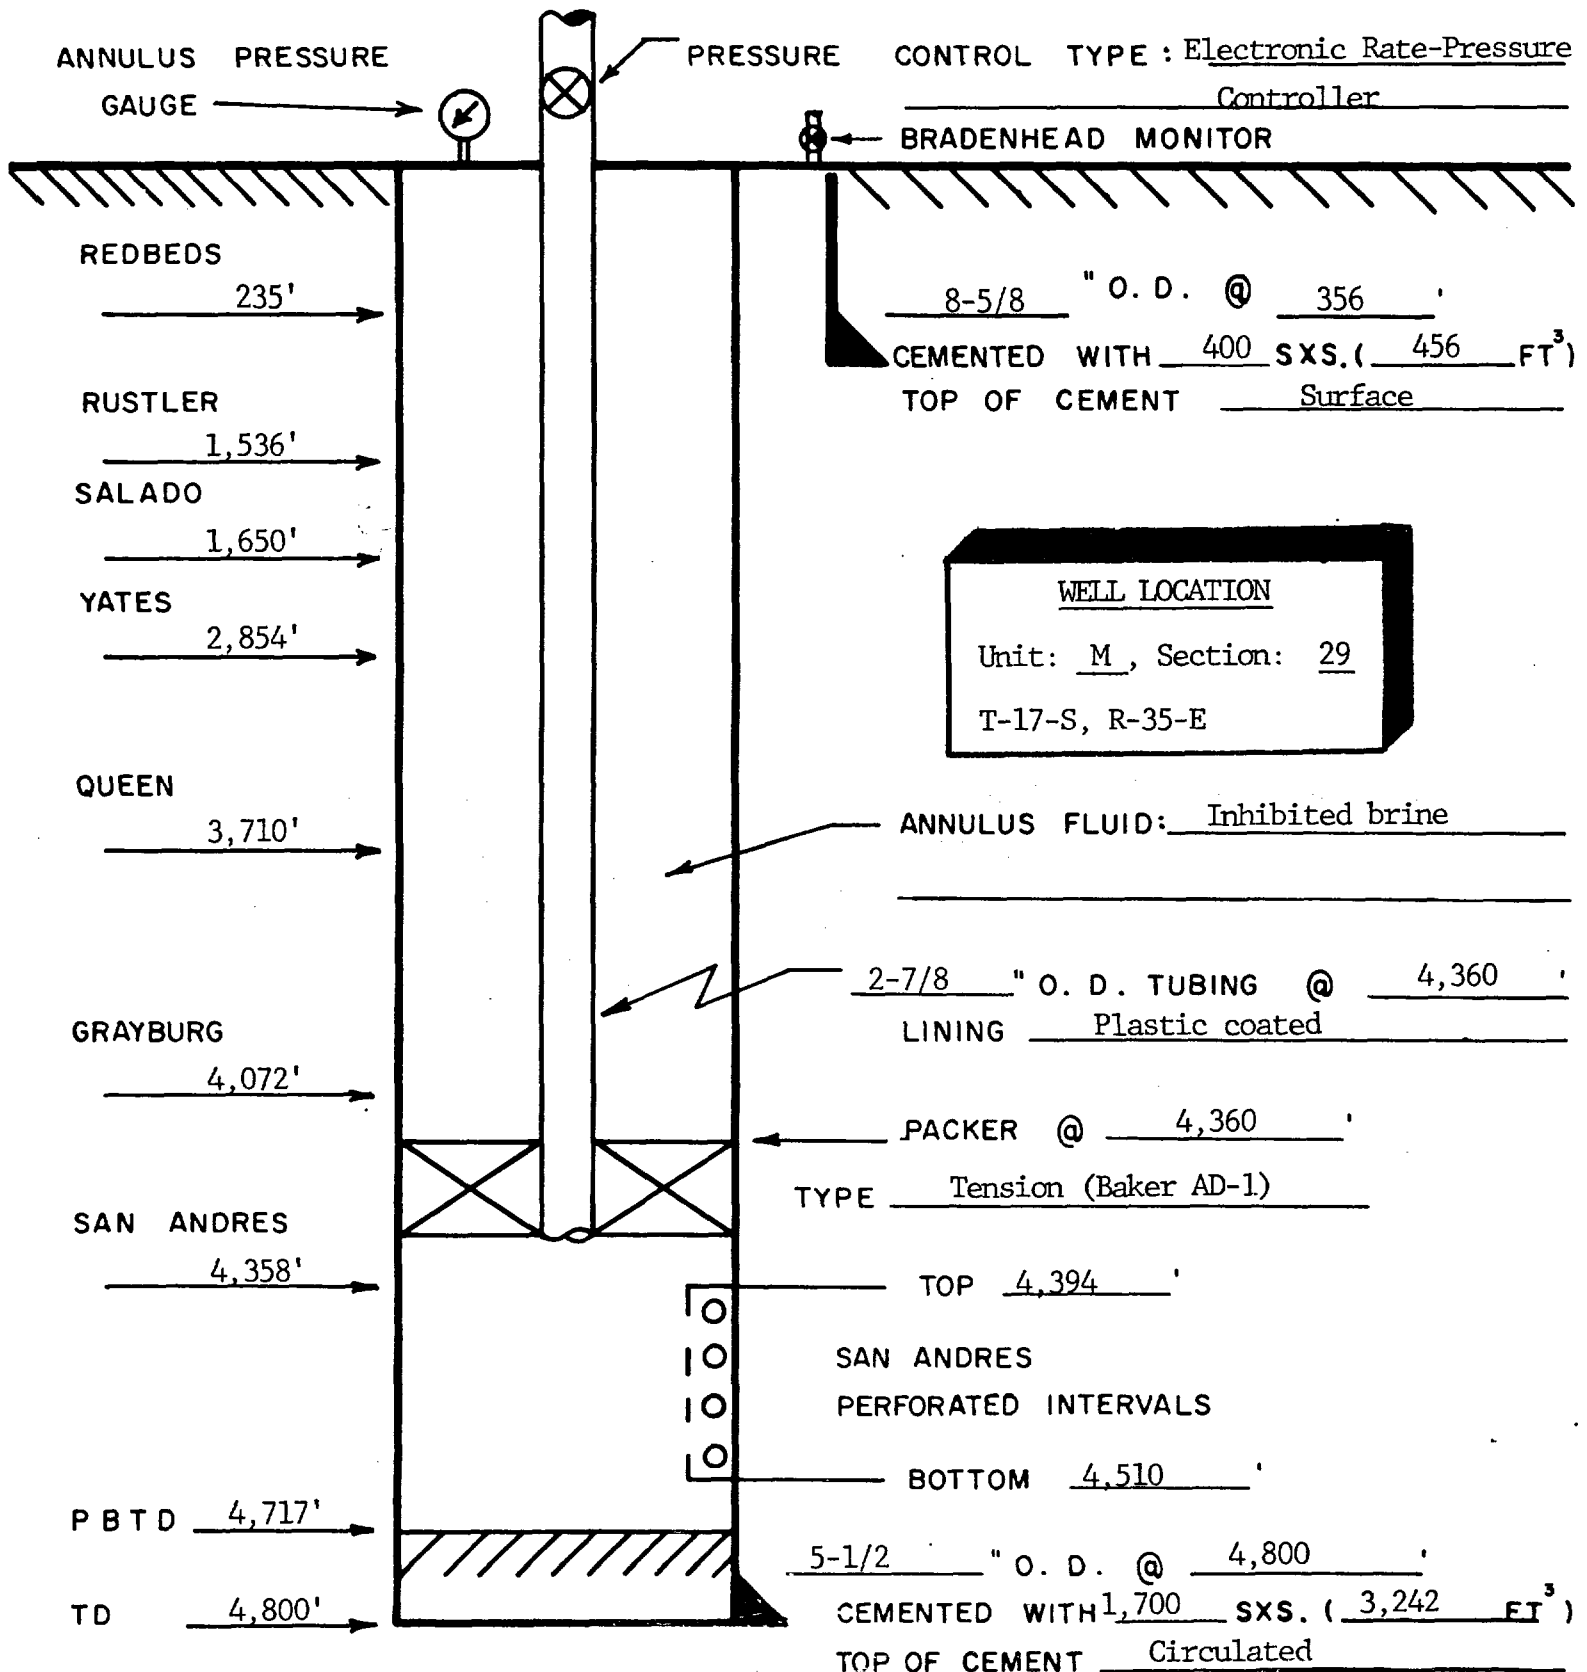 ANNULUS PRESSURE
GAUGE
PRESSURE CONTROL TYPE: Electronic Rate-Pressure
Controller
BRADENHEAD MONITOR
REDBEDS
235'
8-5/8 " O.D. @ 356 '
CEMENTED WITH 400 SXS. ( 456 FT³)
TOP OF CEMENT Surface
RUSTLER
1,536'
SALADO
1,650'
YATES
2,854'
WELL LOCATION
Unit: M , Section: 29
T-17-S, R-35-E
QUEEN
3,710'
ANNULUS FLUID: Inhibited brine
2-7/8 " O. D. TUBING @ 4,360 '
LINING Plastic coated
GRAYBURG
4,072'
PACKER @ 4,360 '
TYPE Tension (Baker AD-1)
SAN ANDRES
4,358'
TOP 4,394 '
SAN ANDRES
PERFORATED INTERVALS
BOTTOM 4,510 '
PBTD 4,717'
5-1/2 " O. D. @ 4,800 '
TD 4,800'
CEMENTED WITH 1,700 SXS. ( 3,242 FT³)
TOP OF CEMENT Circulated